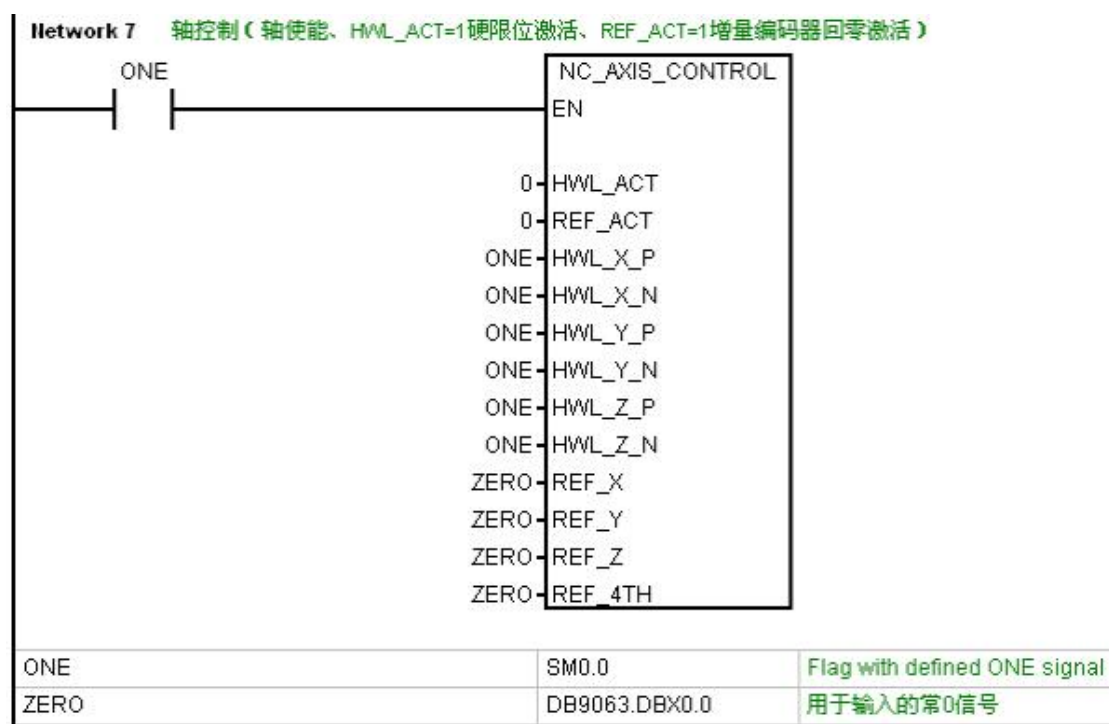 Network 7 轴控制（轴使能、HWL_ACT=1硬限位激活、REF_ACT=1增量编码器回零激活）
ONE
NC_AXIS_CONTROL
EN
0 HWL_ACT
0 REF_ACT
ONE HWL_X_P
ONE HWL_X_N
ONE HWL_Y_P
ONE HWL_Y_N
ONE HWL_Z_P
ONE HWL_Z_N
ZERO REF_X
ZERO REF_Y
ZERO REF_Z
ZERO REF_4TH
ONE SM0.0 Flag with defined ONE signal
ZERO DB9063.DBX0.0 用于输入的常0信号